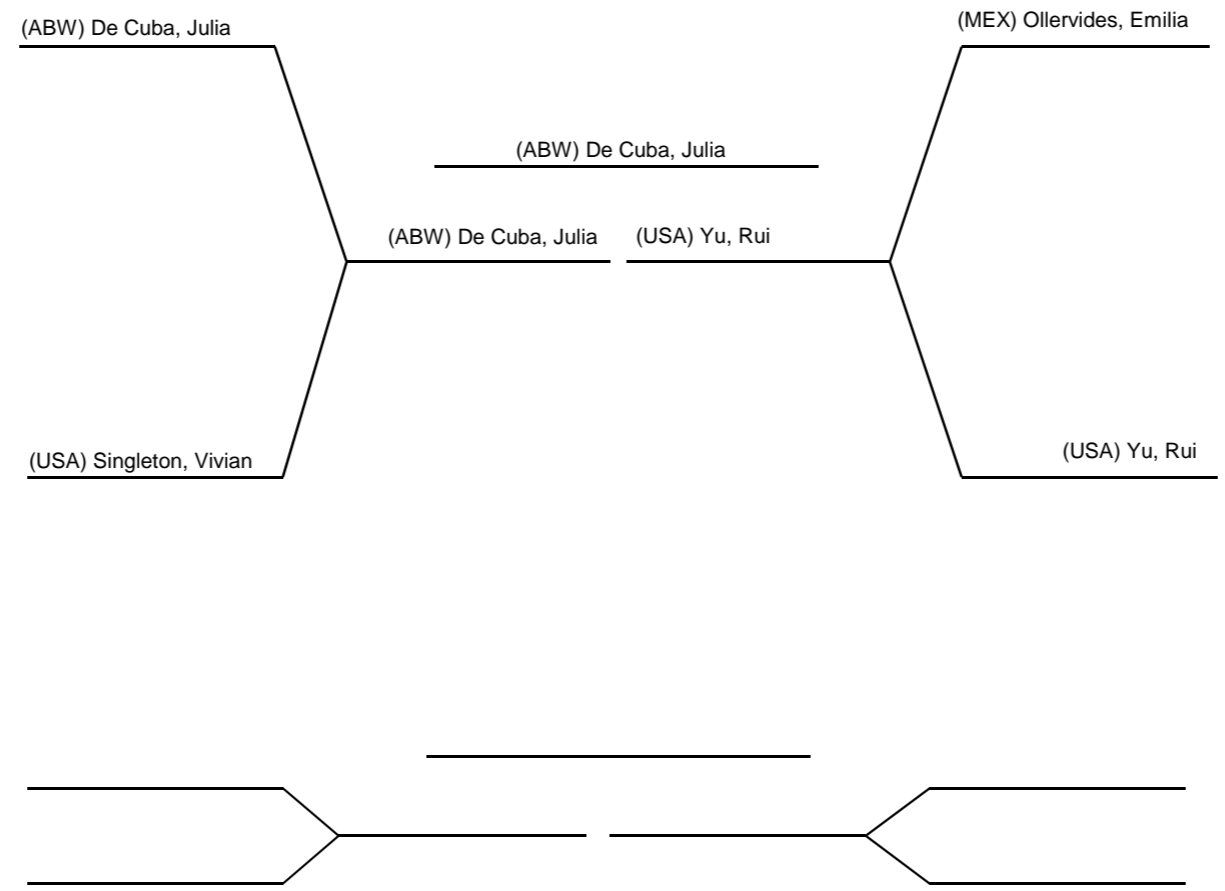 (ABW) De Cuba, Julia
(MEX) Ollervides, Emilia
(ABW) De Cuba, Julia
(ABW) De Cuba, Julia
(USA) Yu, Rui
(USA) Singleton, Vivian
(USA) Yu, Rui